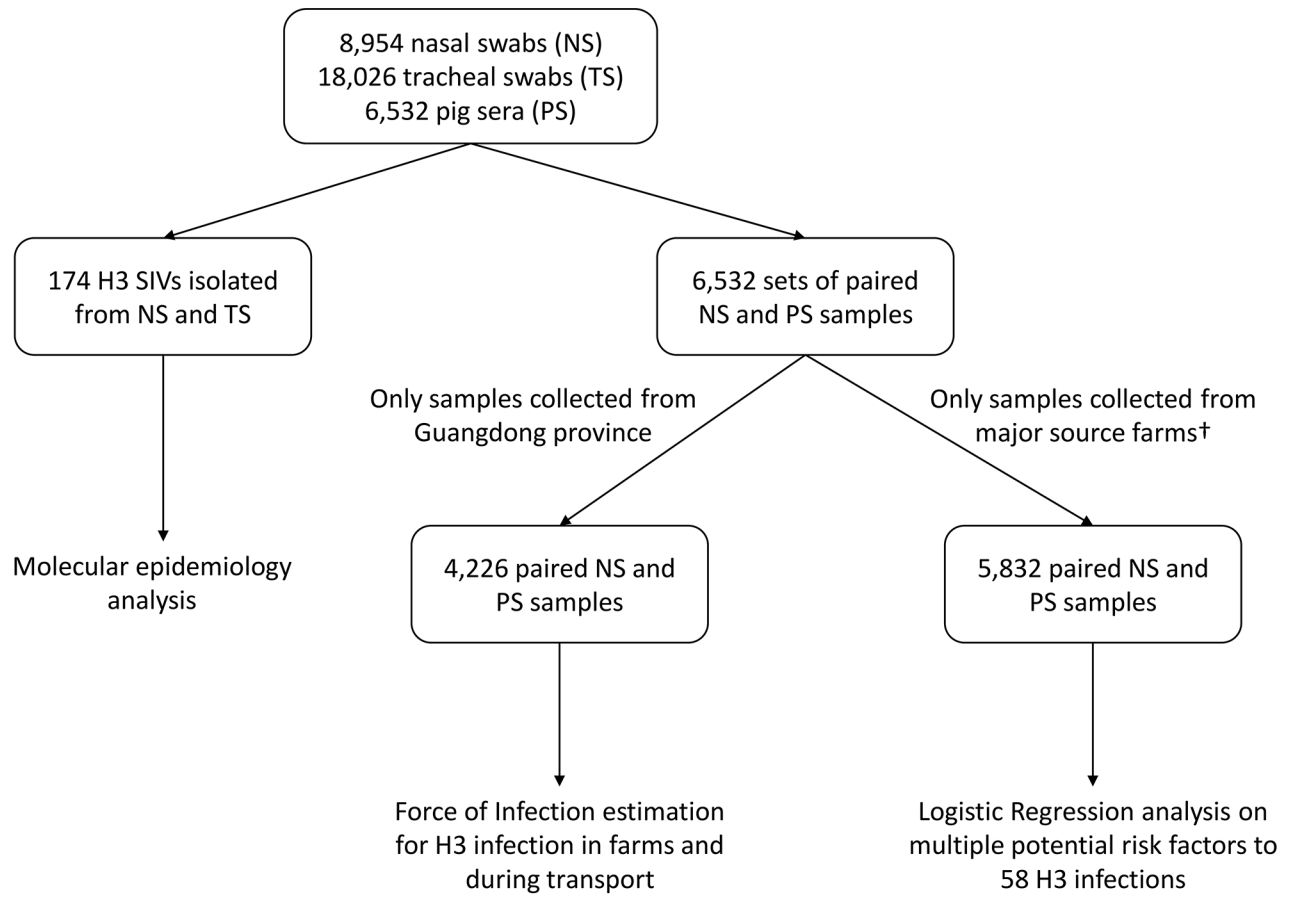 8,954 nasal swabs (NS)
18,026 tracheal swabs (TS)
6,532 pig sera (PS)
174 H3 SIVs isolated
from NS and TS
6,532 sets of paired
NS and PS samples
Only samples collected from
Guangdong province
Only samples collected from
major source farms†
Molecular epidemiology
analysis
4,226 paired NS and
PS samples
5,832 paired NS and
PS samples
Force of Infection estimation
for H3 infection in farms and
during transport
Logistic Regression analysis on
multiple potential risk factors to
58 H3 infections